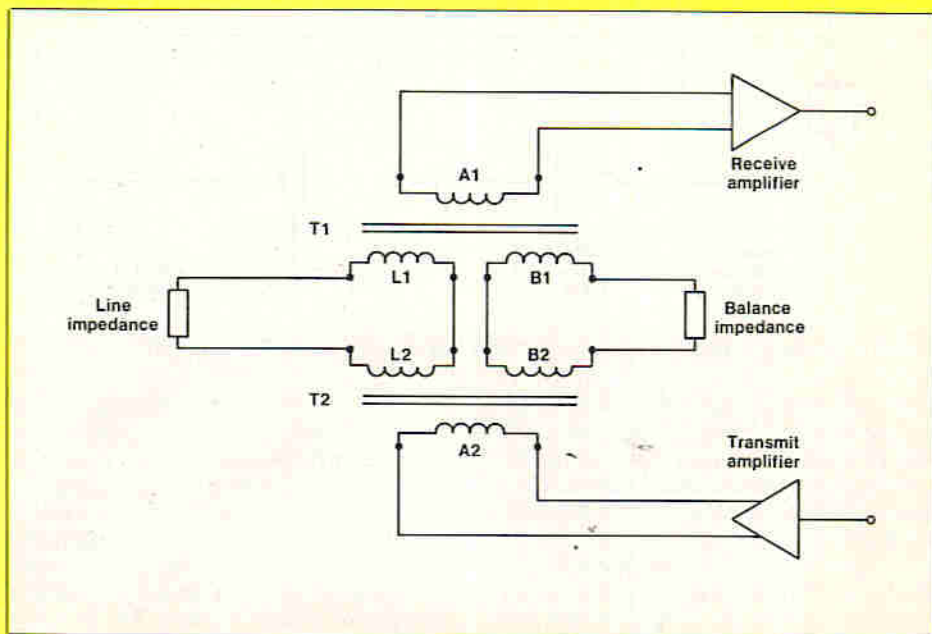 A1
Receive
amplifier
T1
L1
B1
Line
impedance
Balance
impedance
L2
B2
T2
A2
Transmit
amplifier